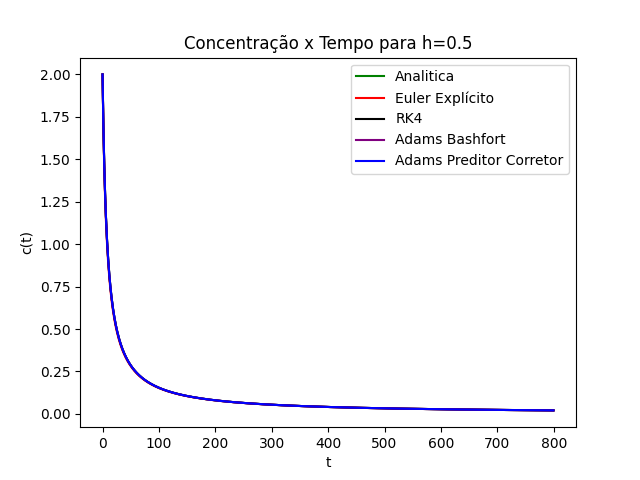 Concentração x Tempo para h=0.5
Analitica
Euler Explícito
RK4
Adams Bashfort
Adams Preditor Corretor
c(t)
2.00
1.75
1.50
1.25
1.00
0.75
0.50
0.25
0.00
0 100 200 300 400 500 600 700 800
t